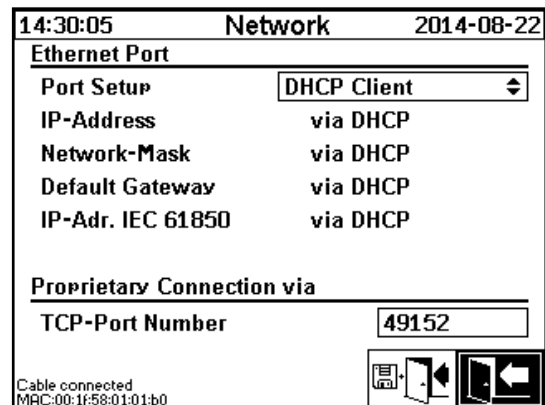 14:30:05 Network 2014-08-22
Ethernet Port
Port Setup DHCP Client
IP-Address via DHCP
Network-Mask via DHCP
Default Gateway via DHCP
IP-Adr. IEC 61850 via DHCP
Proprietary Connection via
TCP-Port Number 49152
Cable connected
MAC:00:1f:58:01:01:b0